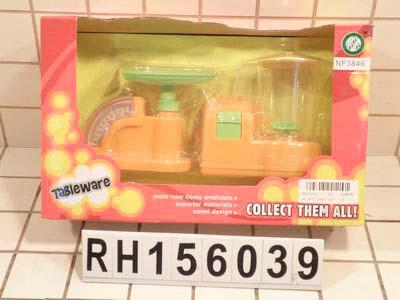 NF3846
Tableware
more new items available
superior materials
novel design
COLLECT THEM ALL!
RH156039